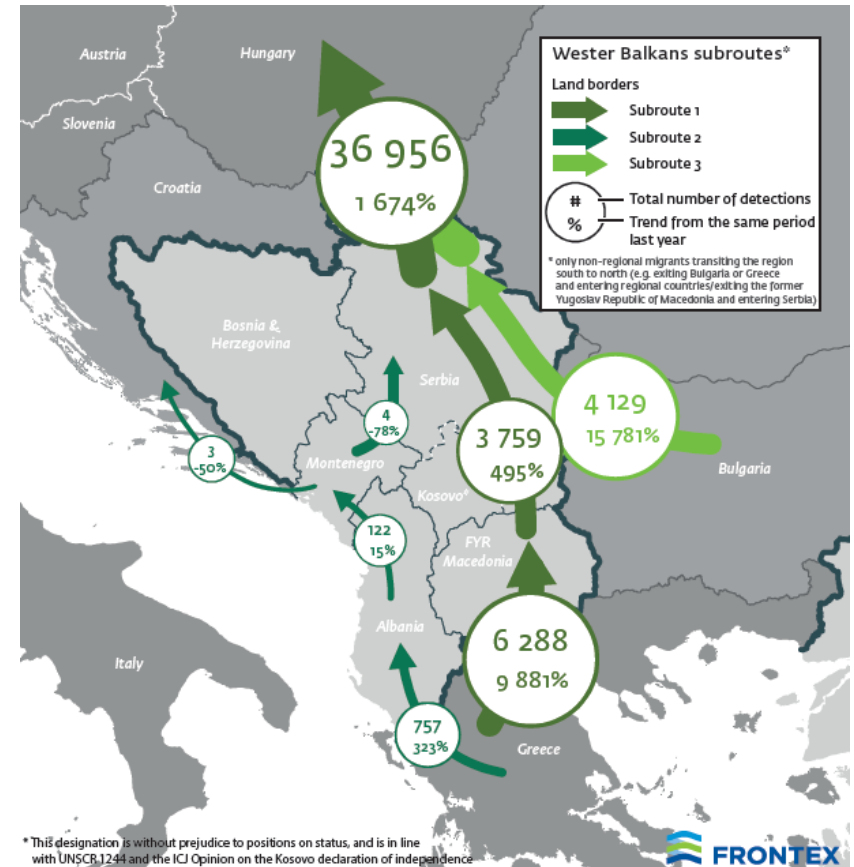 Austria
Hungary
Slovenia
Croatia
36 956
1 674%
Wester Balkans subroutes*
Land borders
Subroute 1
Subroute 2
Subroute 3
#
%
Total number of detections
Trend from the same period
last year
* only non-regional migrants transiting the region
south to north (e.g. exiting Bulgaria or Greece
and entering regional countries/exiting the former
Yugoslav Republic of Macedonia and entering Serbia)
Bosnia &
Herzegovina
Serbia
4
-78%
3
-50%
Montenegro
3 759
495%
4 129
15 781%
Bulgaria
Kosovo*
122
15%
FYR
Macedonia
Albania
6 288
9 881%
Italy
757
323%
Greece
* This designation is without prejudice to positions on status, and is in line
with UNSCR 1244 and the ICJ Opinion on the Kosovo declaration of independence
FRONTEX